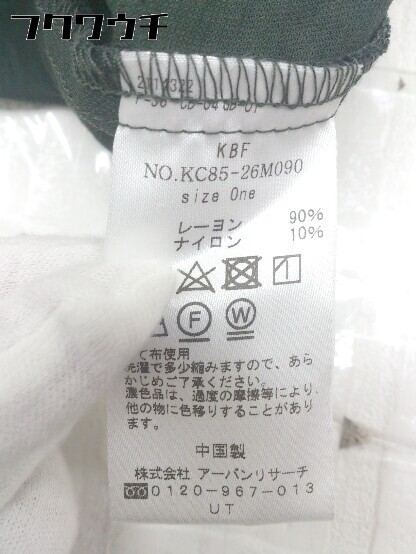 フクワウチ
KBF
NO.KC85-26M090
size One
レーヨン 90%
ナイロン 10%
F W
て布使用
洗濯で多少縮みますので、あら
かじめご了承ください。
濃色品は、過度の摩擦等により
他の物に色移りすることがあり
ます。
中国製
株式会社 アーバンリサーチ
0120-967-013
UT